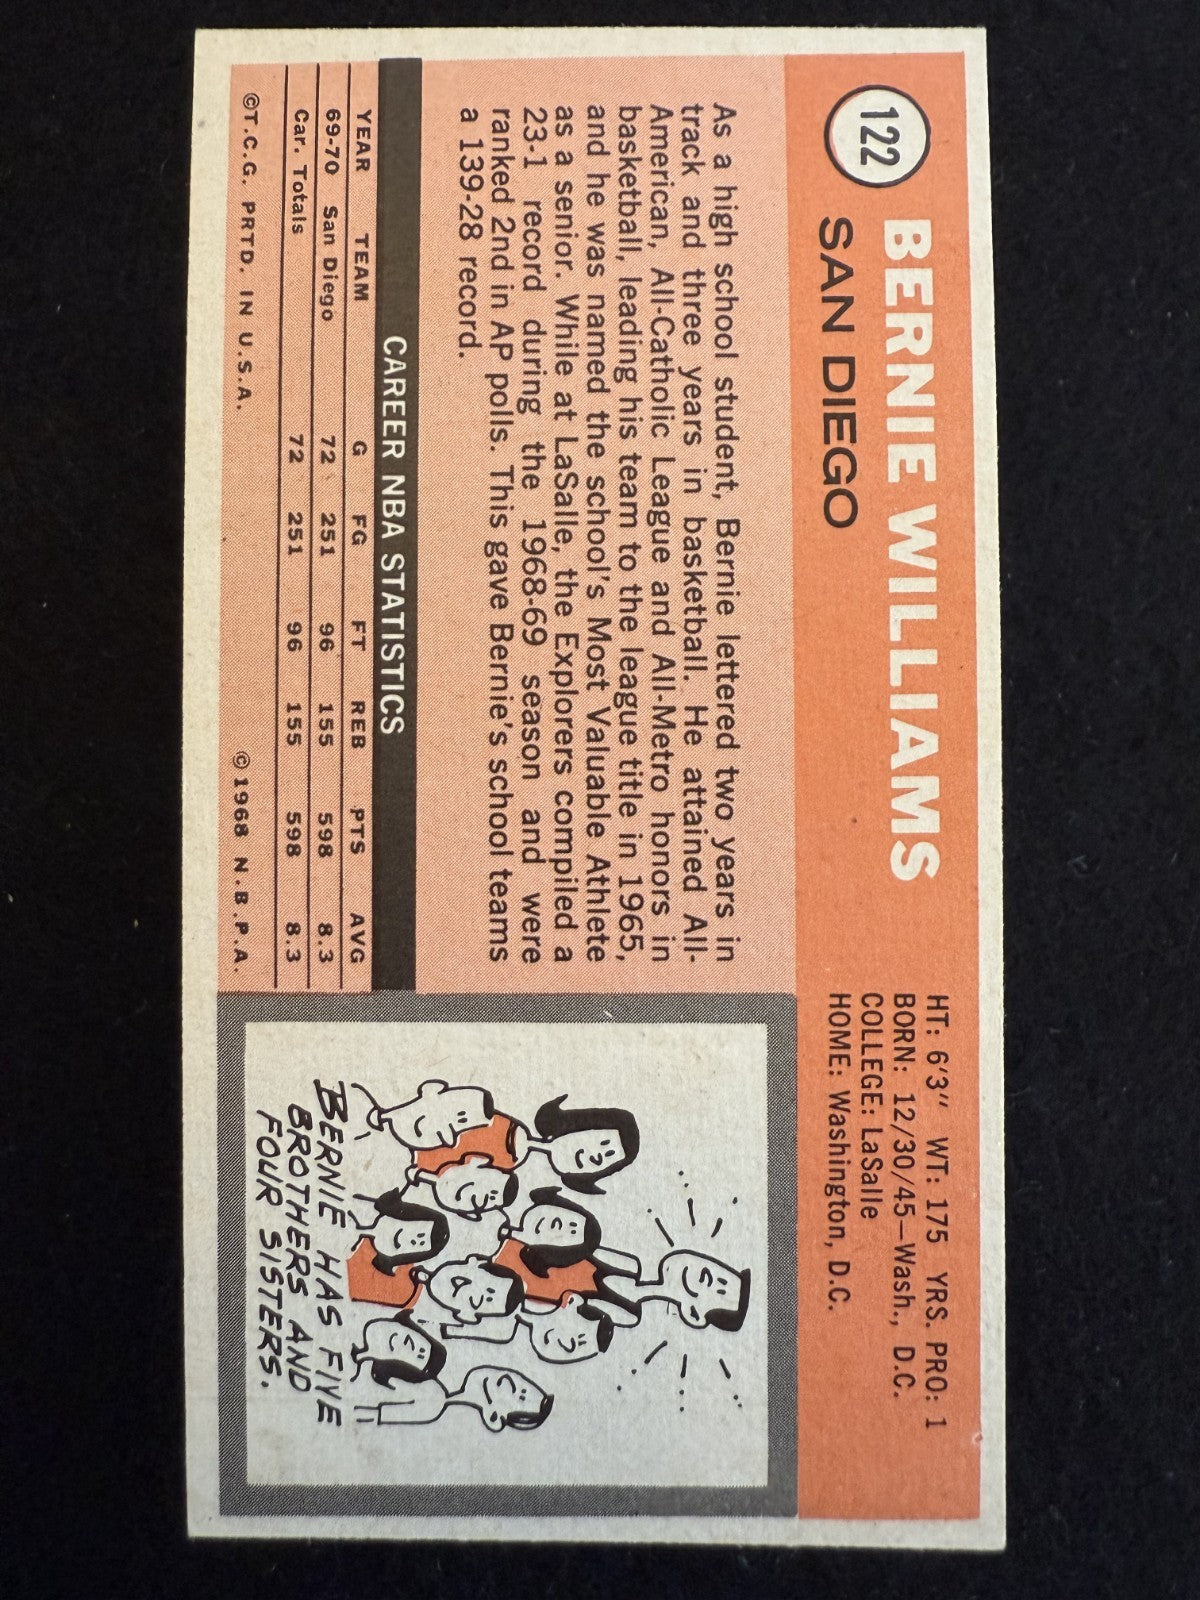 122
BERNIE WILLIAMS
SAN DIEGO
HT: 6'3" WT: 175 YRS. PRO: 1
BORN: 12/30/45—Wash., D.C.
COLLEGE: LaSalle
HOME: Washington, D.C.
As a high school student, Bernie lettered two years in
track and three years in basketball. He attained All-
American, All-Catholic League and All-Metro honors in
basketball, leading his team to the league title in 1965,
and he was named the school's Most Valuable Athlete
as a senior. While at LaSalle, the Explorers compiled a
23-1 record during the 1968-69 season and were
ranked 2nd in AP polls. This gave Bernie's school teams
a 139-28 record.
CAREER NBA STATISTICS
YEAR TEAM G FG FT REB PTS AVG
69-70 San Diego 72 251 96 155 598 8.3
Car. Totals 72 251 96 155 598 8.3
©T.C.G. PRTD. IN U.S.A. ©1968 N.B.P.A.
BERNIE HAS FIVE
BROTHERS AND
FOUR SISTERS.